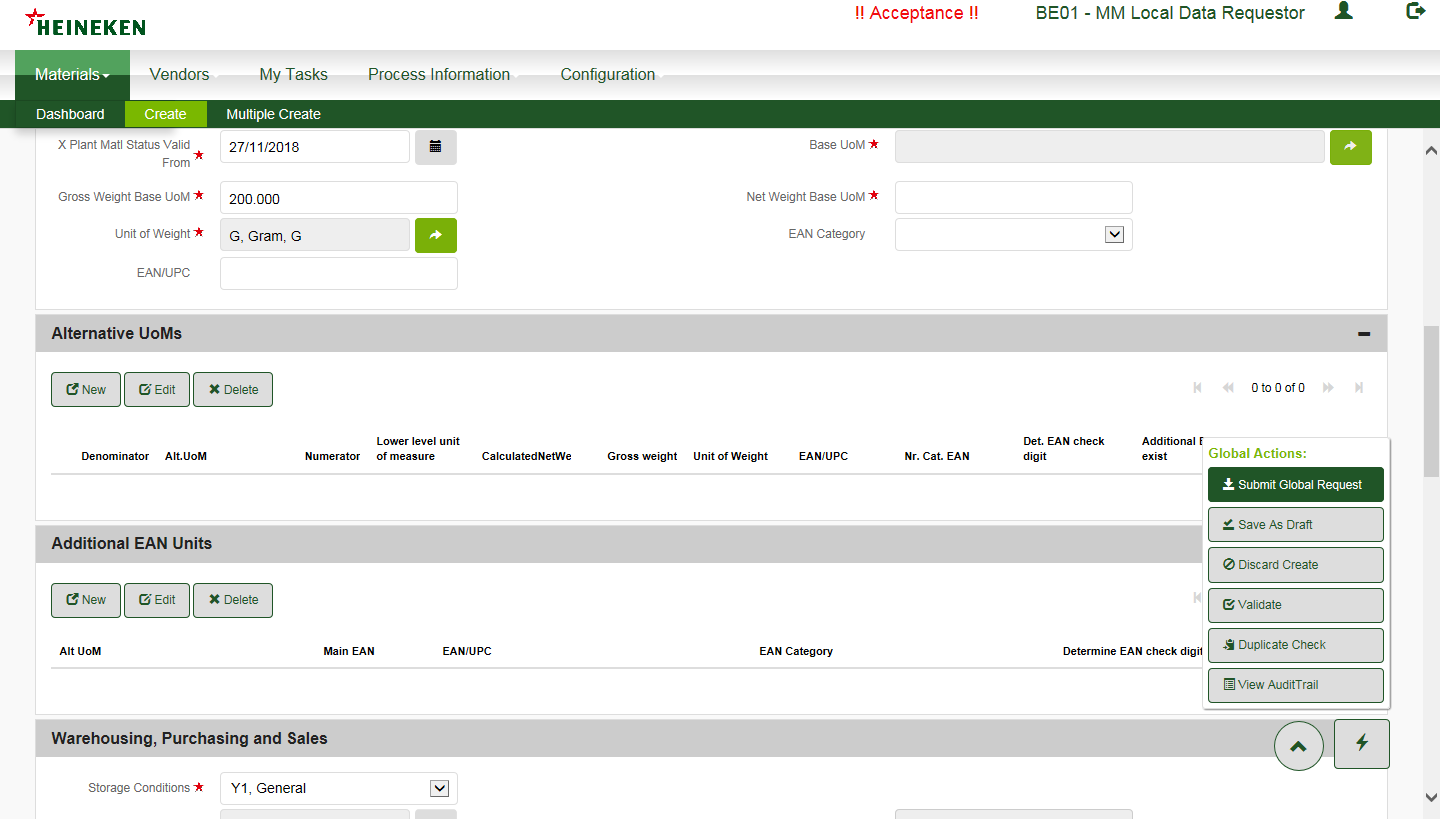 HEINEKEN
!! Acceptance !!
BE01 - MM Local Data Requestor
Materials
Vendors
My Tasks
Process Information
Configuration
Dashboard
Create
Multiple Create
X Plant Matl Status Valid
From
27/11/2018
Base UoM
Gross Weight Base UoM
200.000
Net Weight Base UoM
Unit of Weight
G, Gram, G
EAN Category
EAN/UPC
Alternative UoMs
New
Edit
Delete
0 to 0 of 0
Denominator
Alt.UoM
Numerator
Lower level unit
of measure
CalculatedNetWe
Gross weight
Unit of Weight
EAN/UPC
Nr. Cat. EAN
Det. EAN check
digit
Additional
exist
Global Actions:
Submit Global Request
Save As Draft
Discard Create
Validate
Duplicate Check
View AuditTrail
Additional EAN Units
New
Edit
Delete
Alt UoM
Main EAN
EAN/UPC
EAN Category
Determine EAN check digit
Warehousing, Purchasing and Sales
Storage Conditions
Y1, General